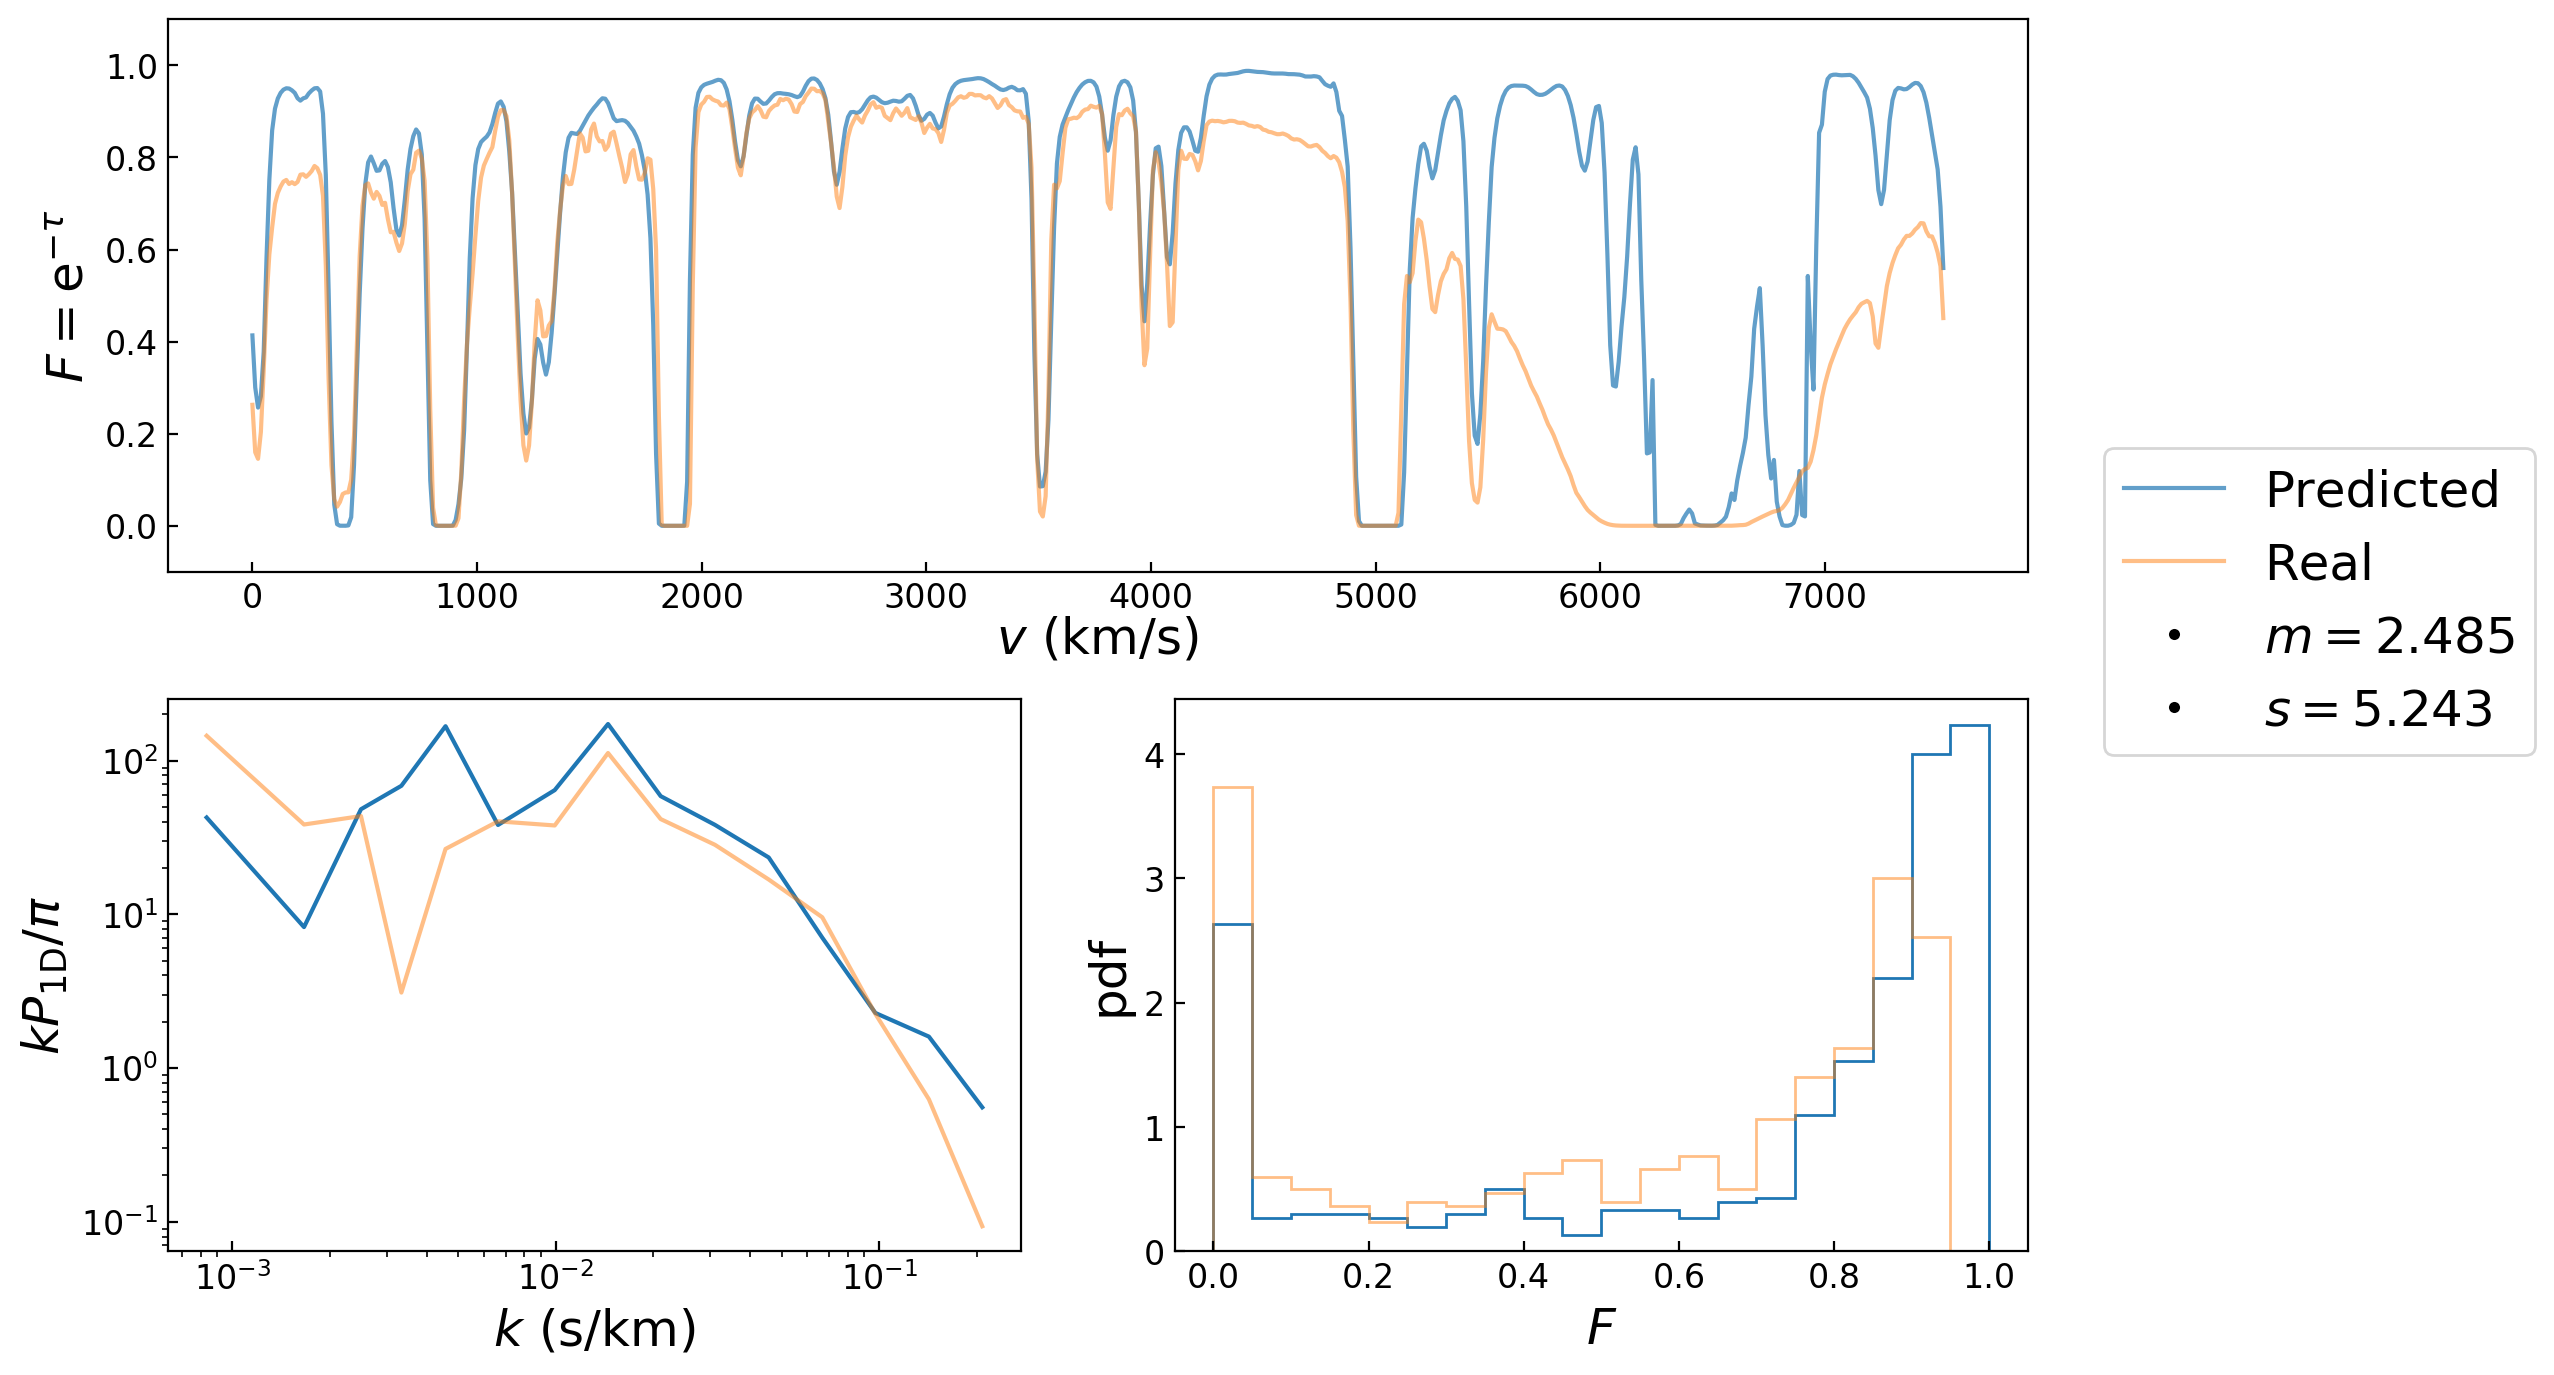 1.0
0.8
0.6
0.4
0.2
0.0
F = e^{-τ}
0 1000 2000 3000 4000 5000 6000 7000
v (km/s)
Predicted
Real
m = 2.485
s = 5.243
10^2
10^1
10^0
10^{-1}
kP_{1D}/π
10^{-3} 10^{-2} 10^{-1}
k (s/km)
4
3
2
1
0
pdf
0.0 0.2 0.4 0.6 0.8 1.0
F